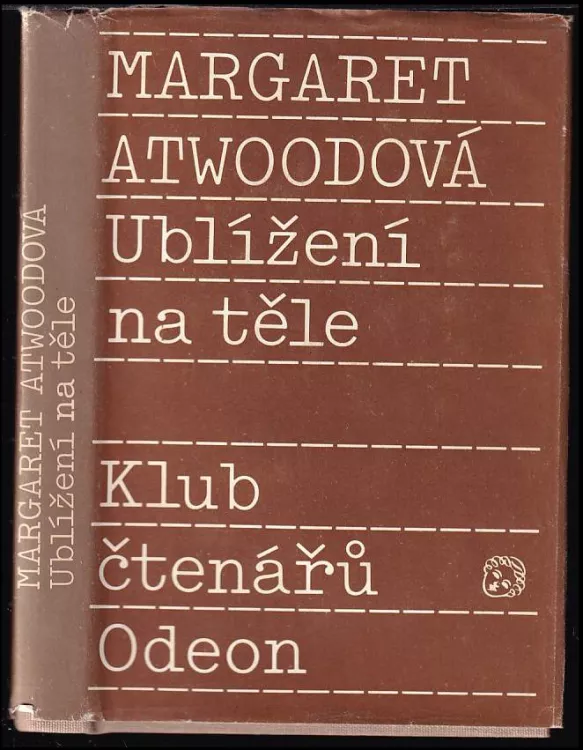 MARGARET
ATWOODOVÁ
Ublížení
na těle
Klub
čtenářů
Odeon
MARGARET ATWOODOVÁ
Ublížení na těle